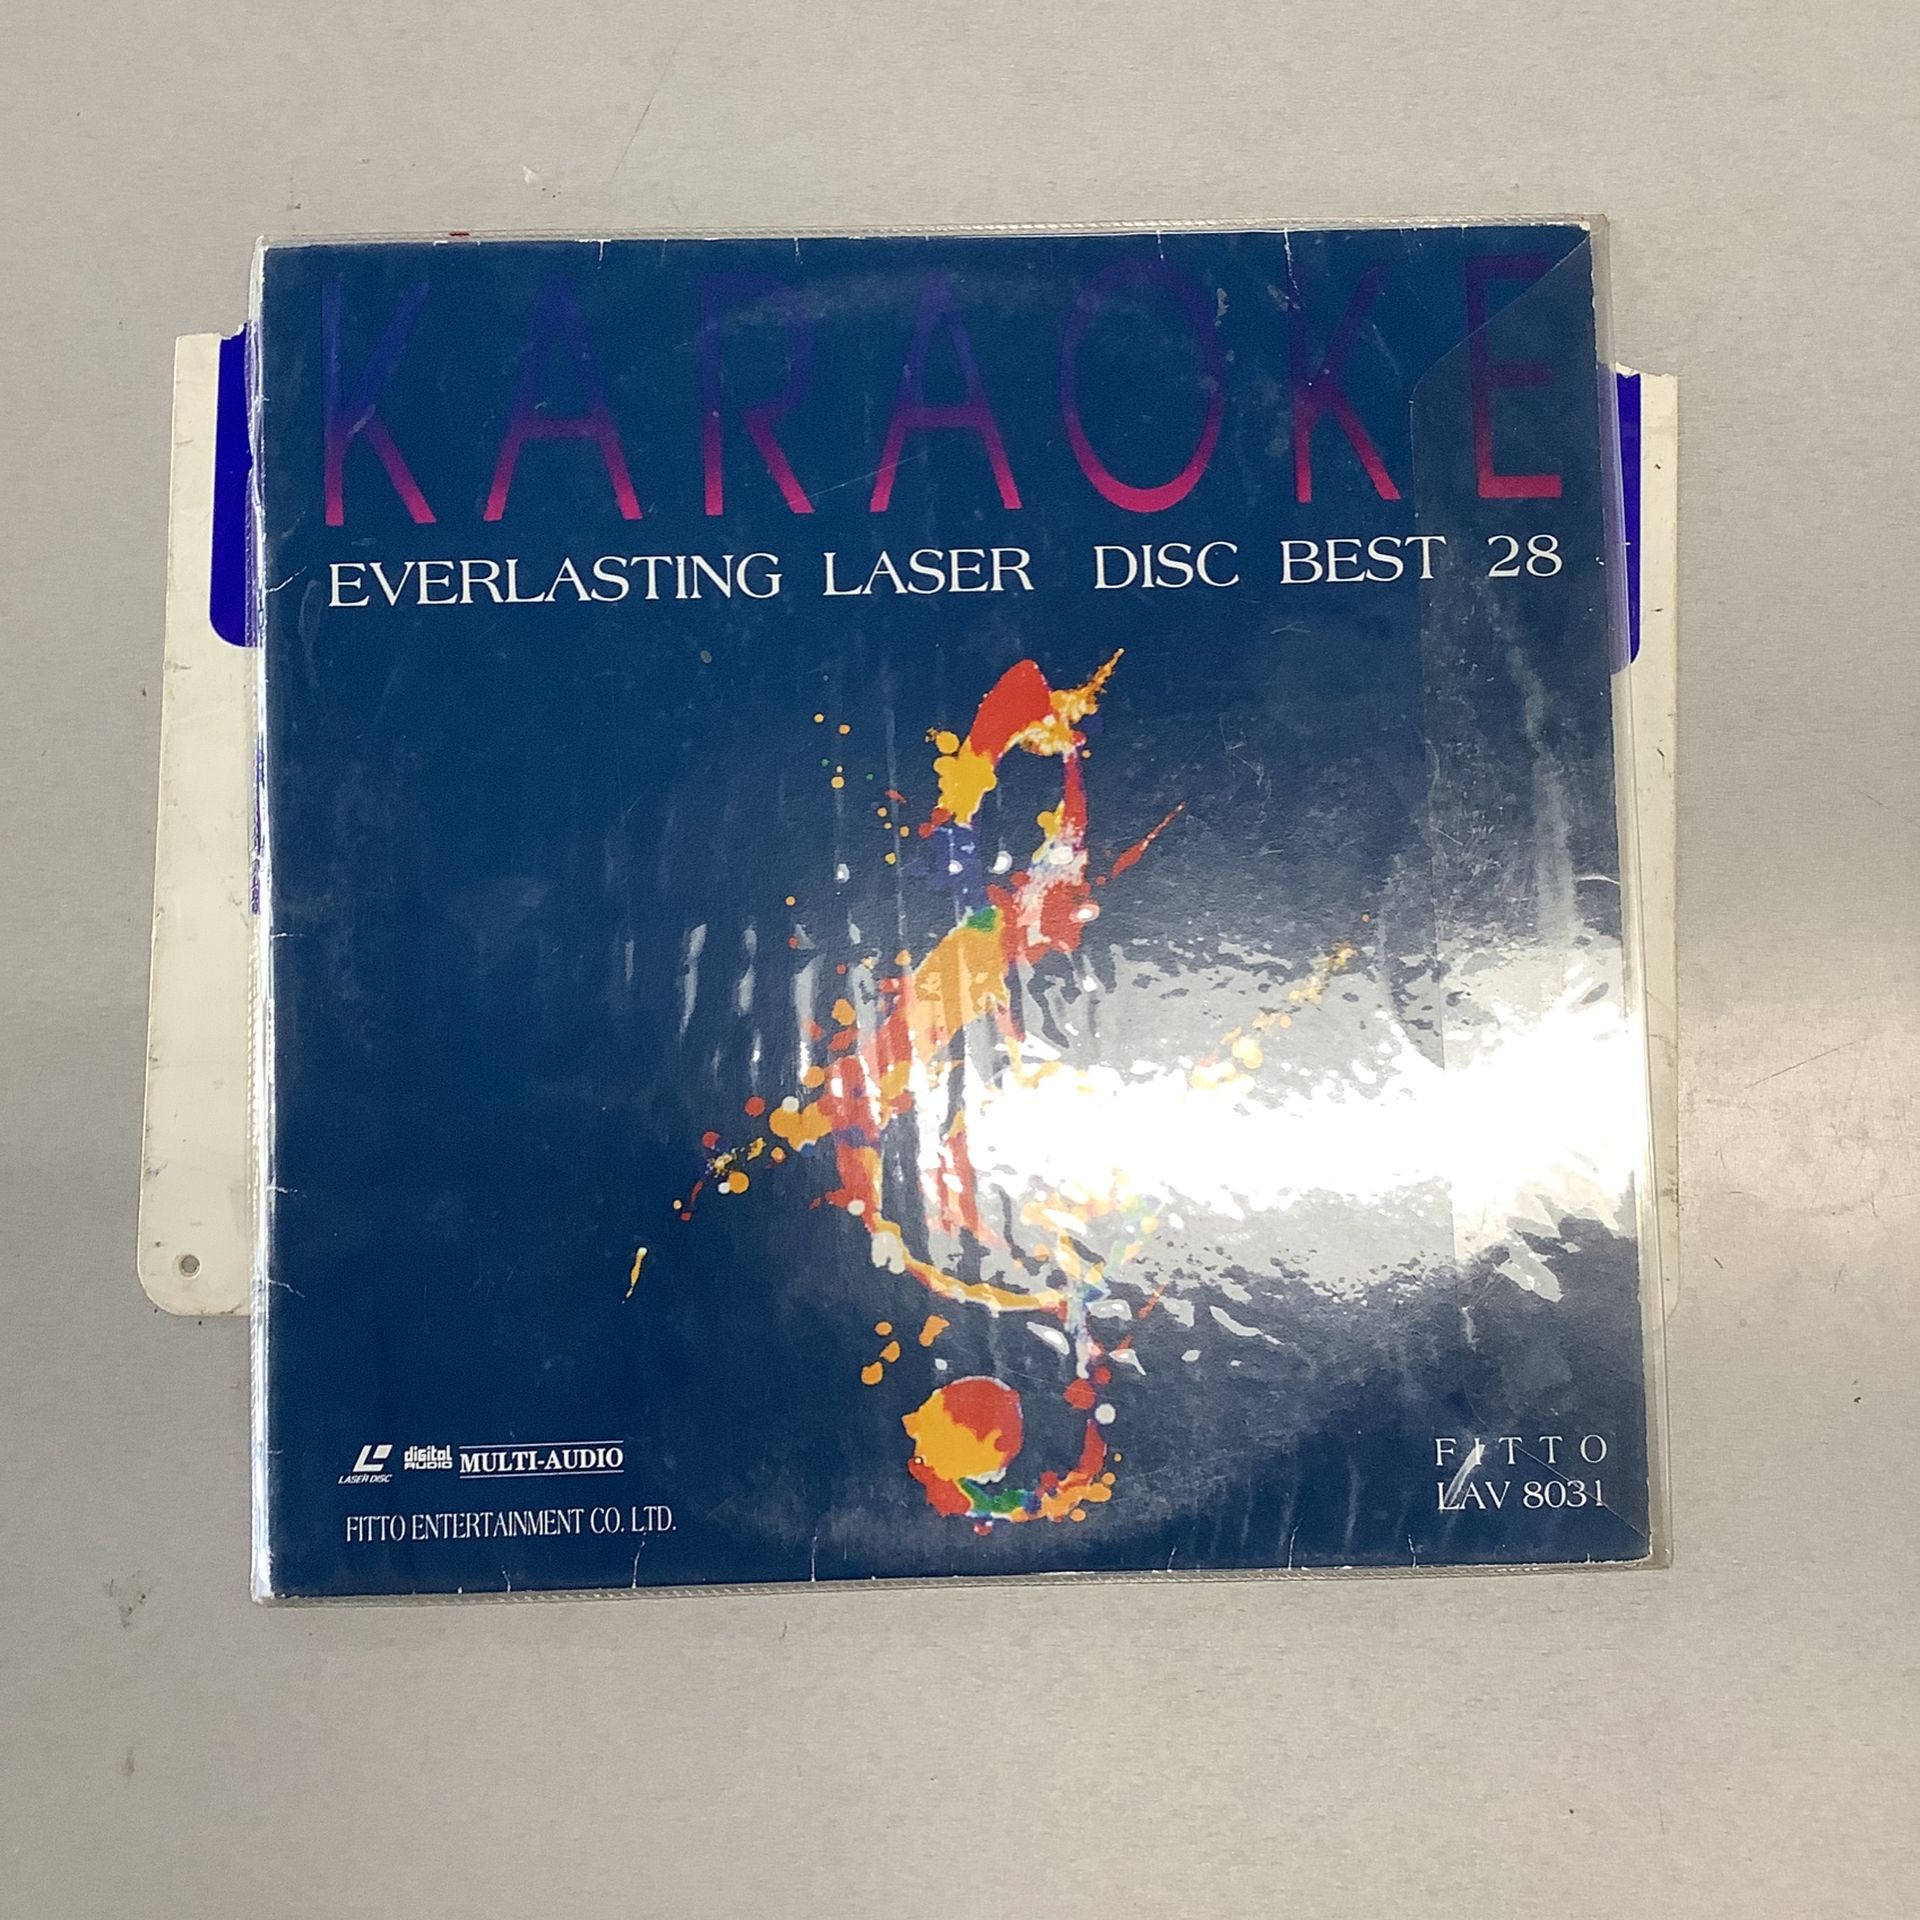 KARAOKE
EVERLASTING LASER DISC BEST 28
LASER DISC digital AUDIO MULTI-AUDIO
FITTO ENTERTAINMENT CO. LTD.
FITTO
LAV 8031